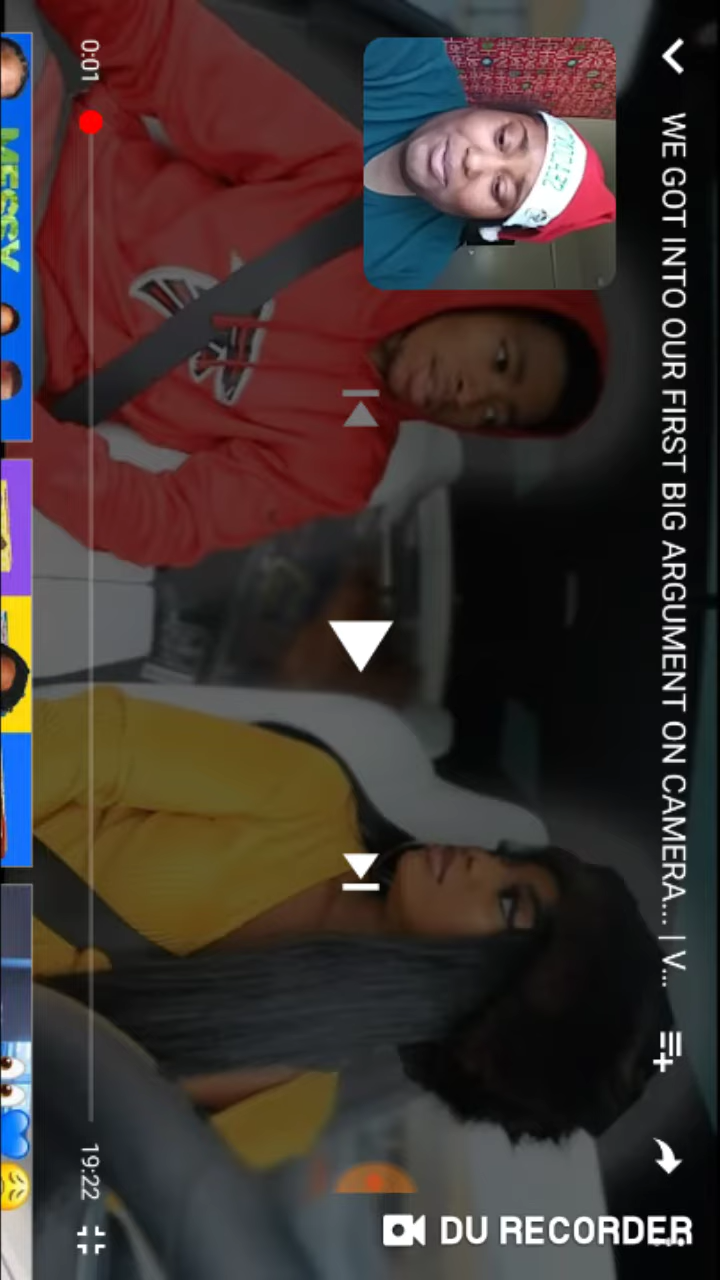 WE GOT INTO OUR FIRST BIG ARGUMENT ON CAMERA... | V...
0:01
19:22
MESSY
DU RECORDER